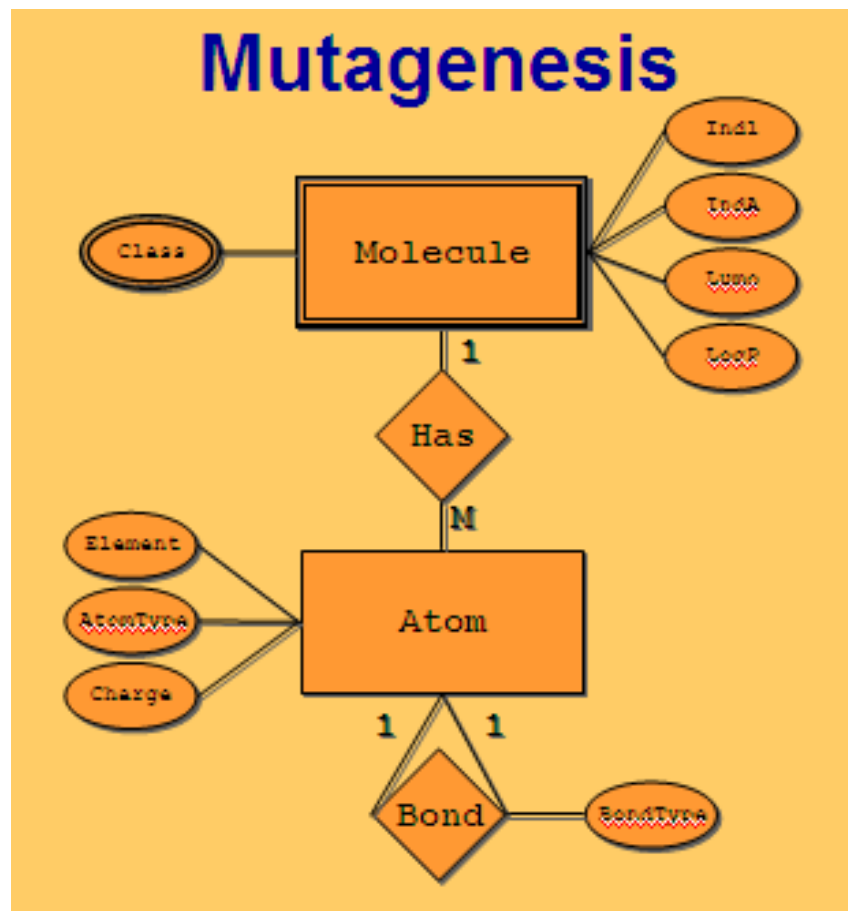 Mutagenesis
Ind1
IndA
Class
Molecule
Lumo
LogP
1
Has
M
Element
Atom
AtomType
Charge
1 1
Bond
BondType